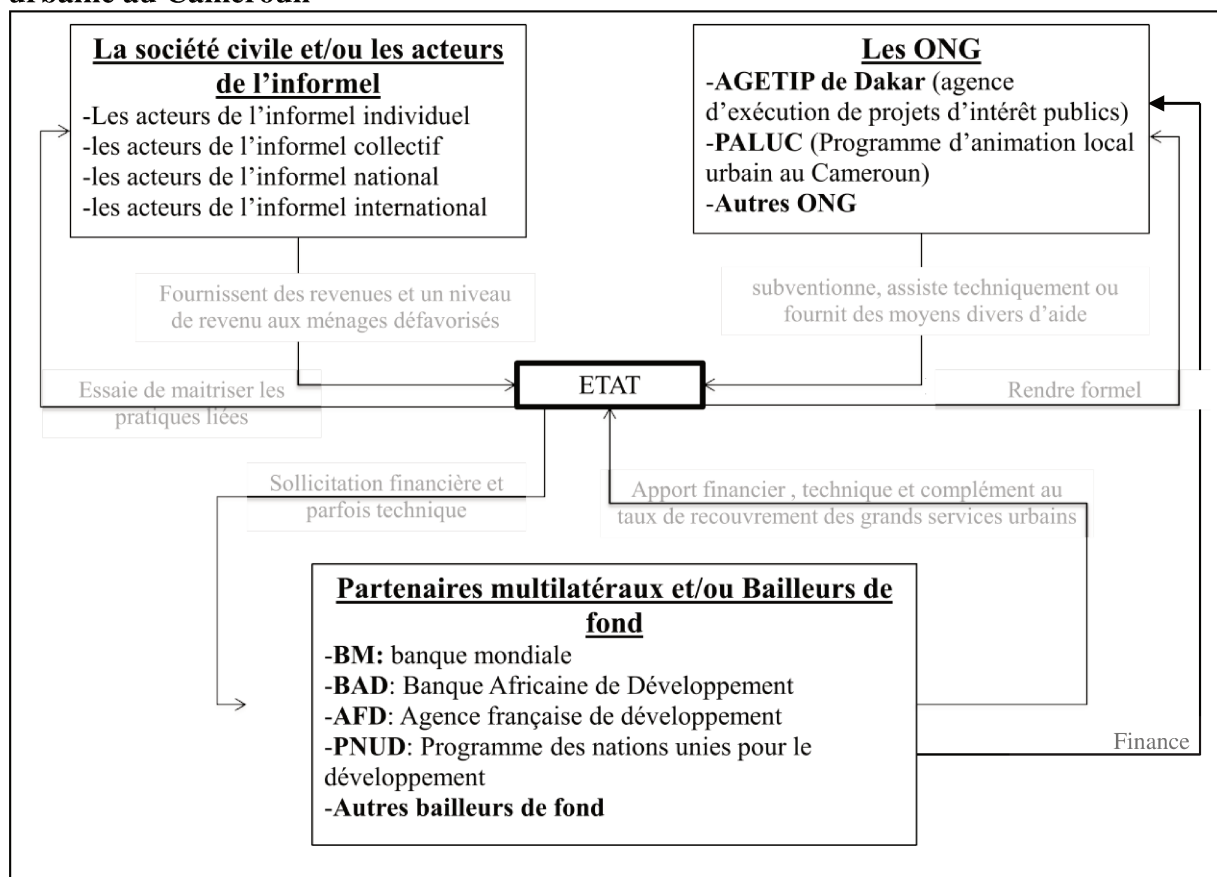 urbaine au Cameroun
La société civile et/ou les acteurs
de l'informel
-Les acteurs de l'informel individuel
-les acteurs de l'informel collectif
-les acteurs de l'informel national
-les acteurs de l'informel international
Les ONG
-AGETIP de Dakar (agence
d'exécution de projets d'intérêt publics)
-PALUC (Programme d'animation local
urbain au Cameroun)
-Autres ONG
Fournissent des revenues et un niveau
de revenu aux ménages défavorisés
subventionne, assiste techniquement ou
fournit des moyens divers d'aide
Essaie de maitriser les
pratiques liées
ETAT
Rendre formel
Sollicitation financière et
parfois technique
Apport financier , technique et complément au
taux de recouvrement des grands services urbains
Partenaires multilatéraux et/ou Bailleurs de
fond
-BM: banque mondiale
-BAD: Banque Africaine de Développement
-AFD: Agence française de développement
-PNUD: Programme des nations unies pour le
développement
-Autres bailleurs de fond
Finance